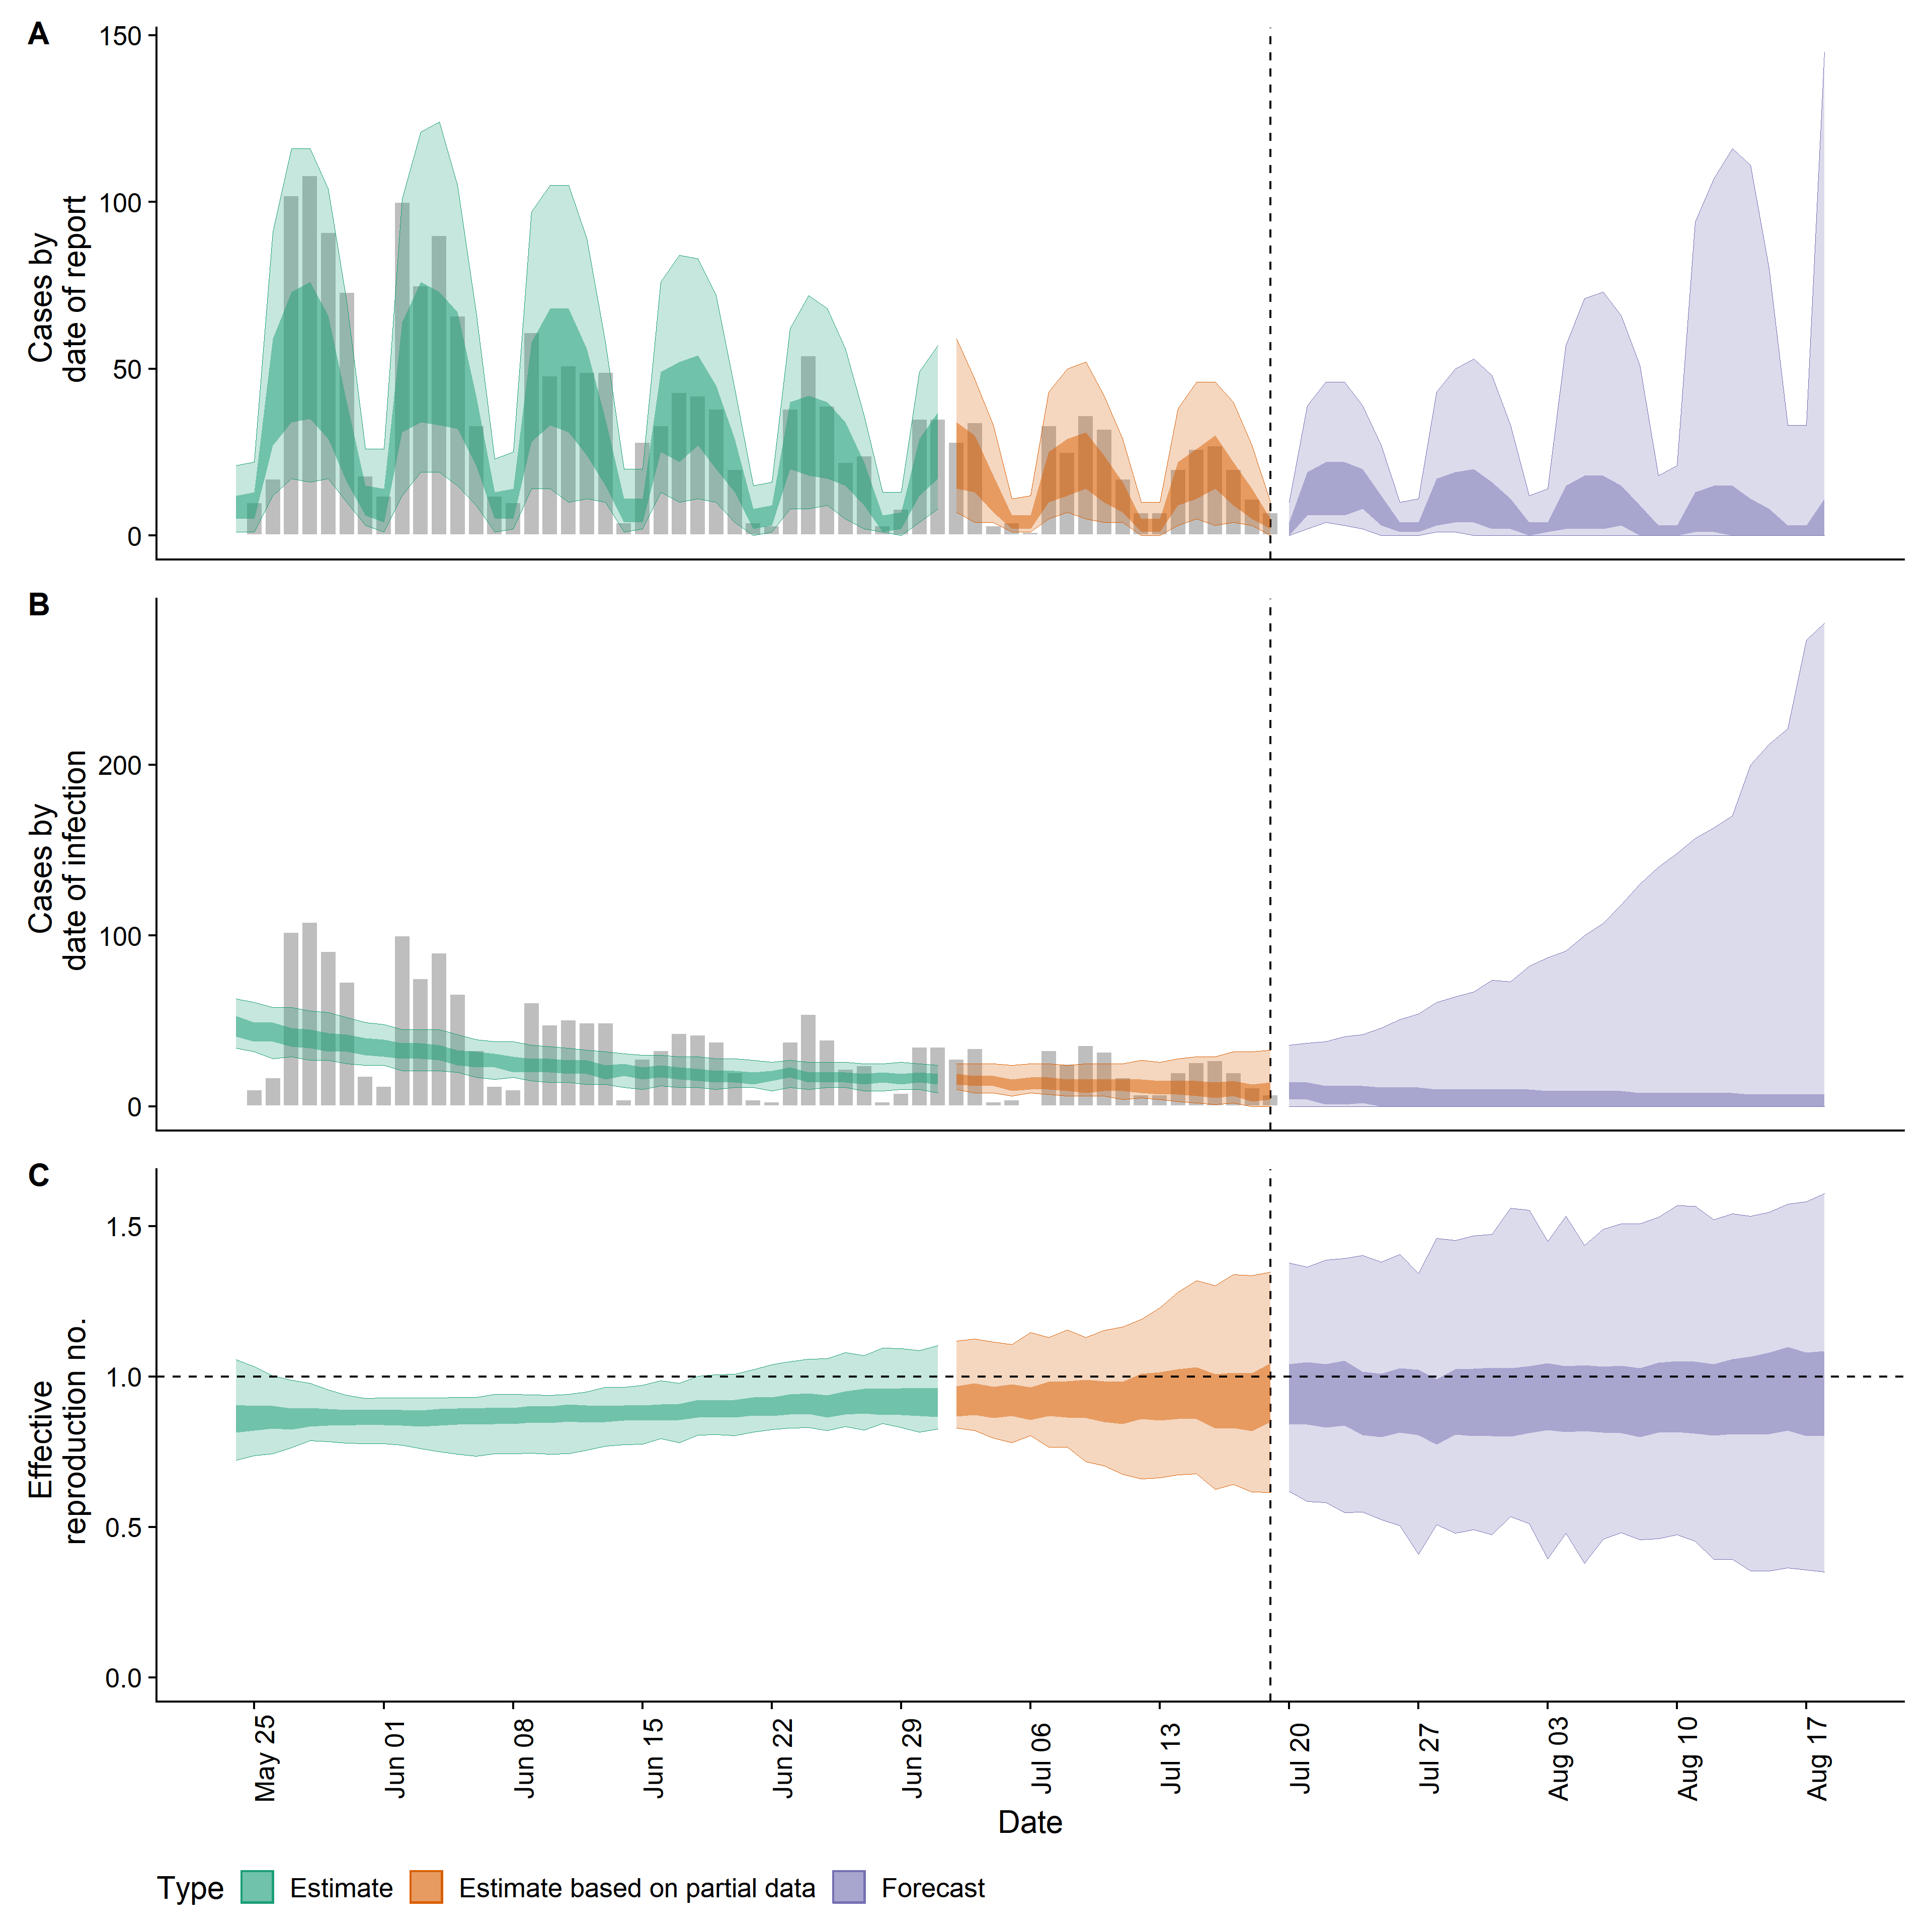 A
150
100
50
0
Cases by
date of report
B
200
100
0
Cases by
date of infection
C
1.5
1.0
0.5
0.0
Effective
reproduction no.
May 25
Jun 01
Jun 08
Jun 15
Jun 22
Jun 29
Jul 06
Jul 13
Jul 20
Jul 27
Aug 03
Aug 10
Aug 17
Date
Type Estimate Estimate based on partial data Forecast